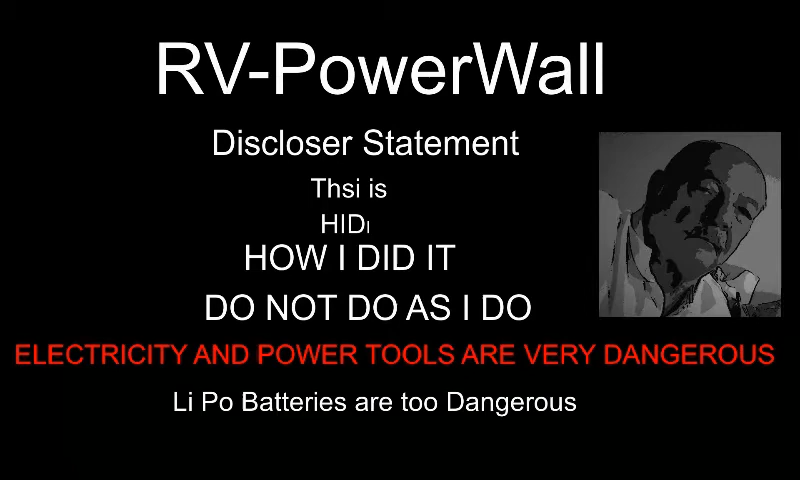 RV-PowerWall
Discloser Statement
Thsi is
HIDI
HOW I DID IT
DO NOT DO AS I DO
ELECTRICITY AND POWER TOOLS ARE VERY DANGEROUS
Li Po Batteries are too Dangerous